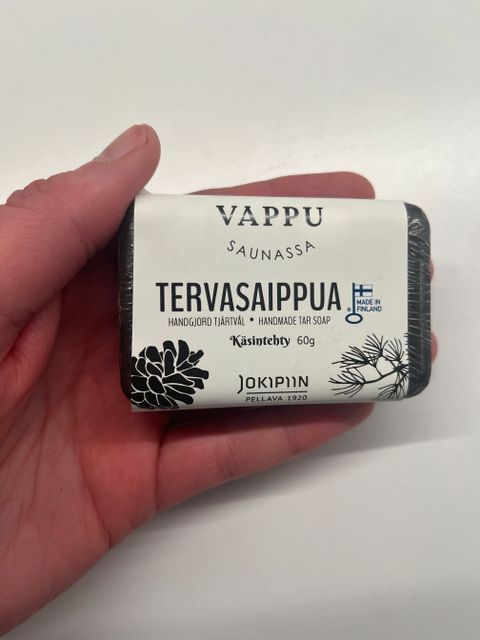 VAPPU
SAUNASSA
TERVASAIPPUA
MADE IN
FINLAND
HANDGJORD TJÄRTVÅL • HANDMADE TAR SOAP
Käsintehty 60g
JOKIPIIN
PELLAVA 1920